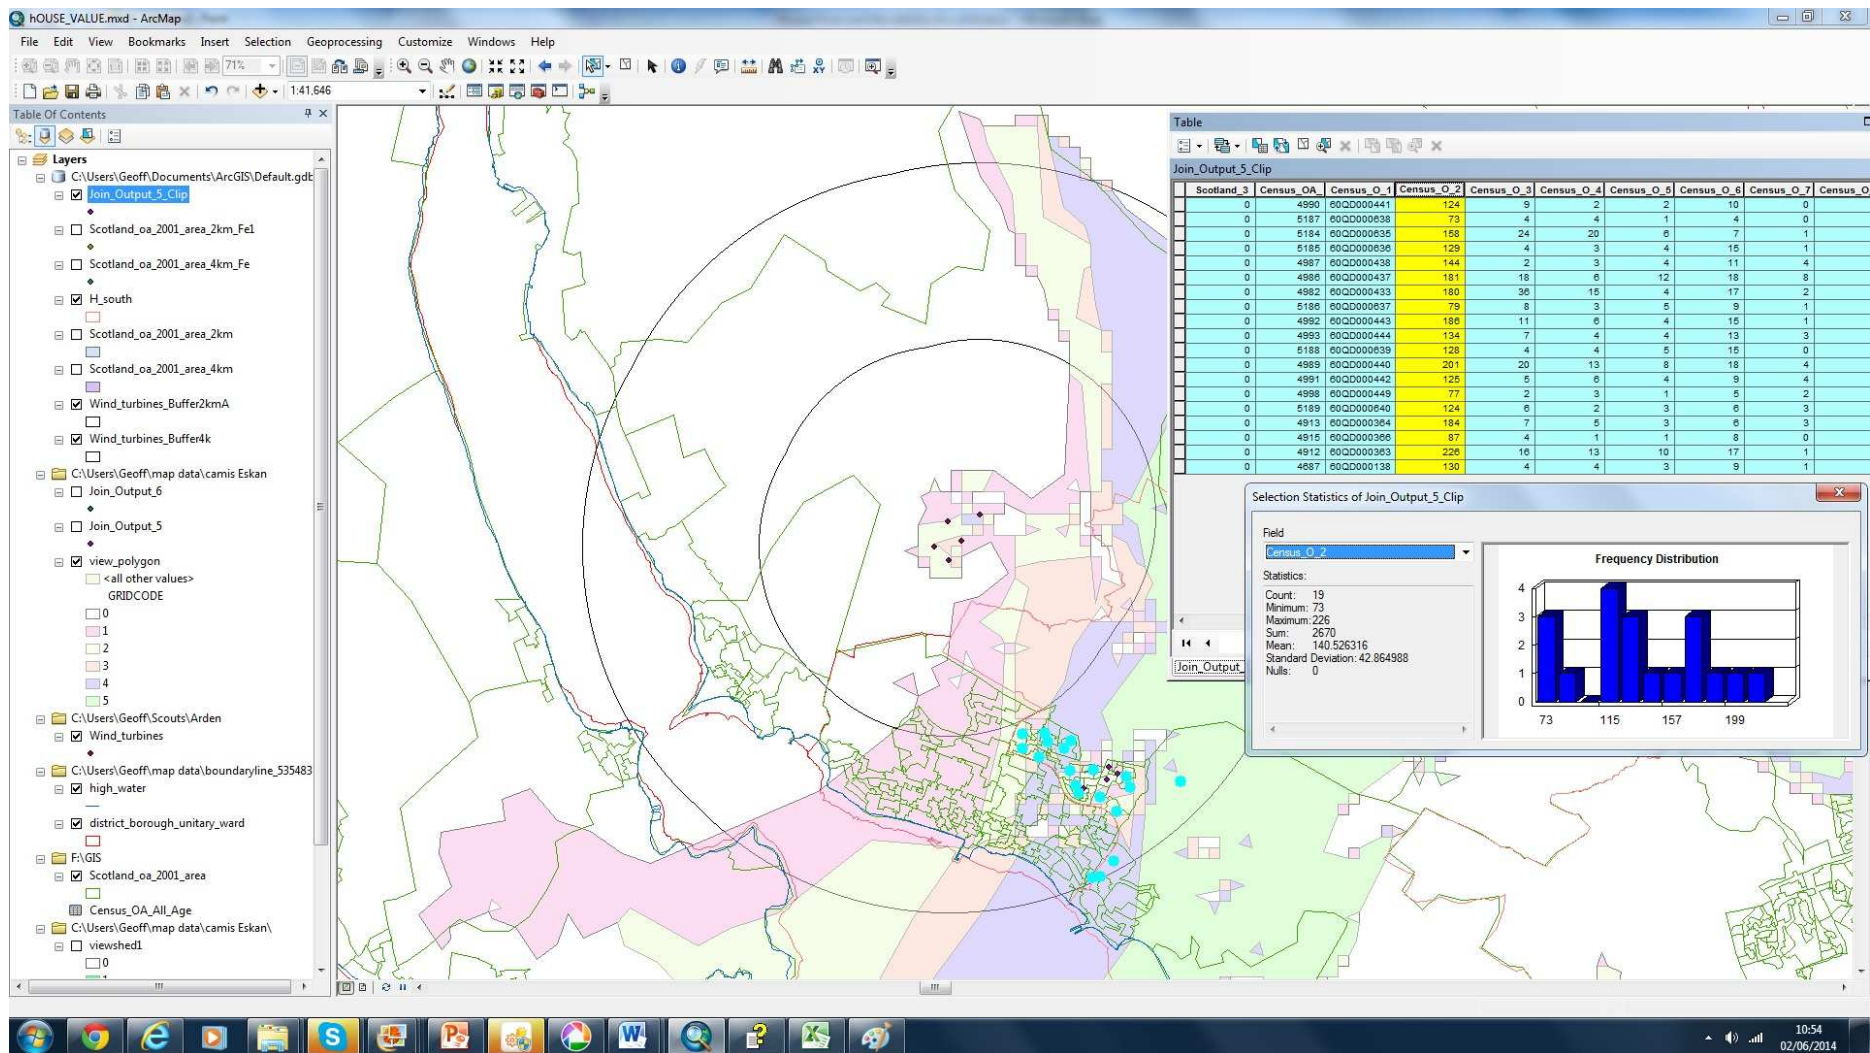 hOUSE_VALUE.mxd - ArcMap
File Edit View Bookmarks Insert Selection Geoprocessing Customize Windows Help
71%
1:41,646
Table Of Contents
Layers
C:\Users\Geoff\Documents\ArcGIS\Default.gdb
Join_Output_5_Clip
Scotland_oa_2001_area_2km_Fe1
Scotland_oa_2001_area_4km_Fe
H_south
Scotland_oa_2001_area_2km
Scotland_oa_2001_area_4km
Wind_turbines_Buffer2kmA
Wind_turbines_Buffer4k
C:\Users\Geoff\map data\camis Eskan
Join_Output_6
Join_Output_5
view_polygon
<all other values>
GRIDCODE
0
1
2
3
4
5
C:\Users\Geoff\Scouts\Arden
Wind_turbines
C:\Users\Geoff\map data\boundaryline_535483
high_water
district_borough_unitary_ward
F:\GIS
Scotland_oa_2001_area
Census_OA_All_Age
C:\Users\Geoff\map data\camis Eskan\
viewshed1
0
Table
Join_Output_5_Clip
Scotland_3 Census_OA_ Census_O_1 Census_O_2 Census_O_3 Census_O_4 Census_O_5 Census_O_6 Census_O_7 Census_O
0 4990 60QD000441 124 9 2 2 10 0
0 5187 60QD000638 73 4 4 1 4 0
0 5184 60QD000635 158 24 20 6 7 1
0 5185 60QD000636 129 4 3 4 15 1
0 4987 60QD000438 144 2 3 4 11 4
0 4986 60QD000437 181 18 6 12 18 8
0 4982 60QD000433 180 36 15 4 17 2
0 5186 60QD000637 79 8 3 5 9 1
0 4992 60QD000443 186 11 6 4 15 1
0 4993 60QD000444 134 7 4 4 13 3
0 5188 60QD000639 128 4 4 5 15 0
0 4989 60QD000440 201 20 13 8 18 4
0 4991 60QD000442 125 5 6 4 9 4
0 4998 60QD000449 77 2 3 1 5 2
0 5189 60QD000640 124 6 2 3 6 3
0 4913 60QD000364 184 7 5 3 6 3
0 4915 60QD000366 87 4 1 1 8 0
0 4912 60QD000363 226 16 13 10 17 1
0 4687 60QD000138 130 4 4 3 9 1
Join_Output_
Selection Statistics of Join_Output_5_Clip
Field
Census_O_2
Statistics:
Count: 19
Minimum: 73
Maximum: 226
Sum: 2670
Mean: 140.526316
Standard Deviation: 42.864988
Nulls: 0
Frequency Distribution
4
3
2
1
0
73 115 157 199
10:54
02/06/2014